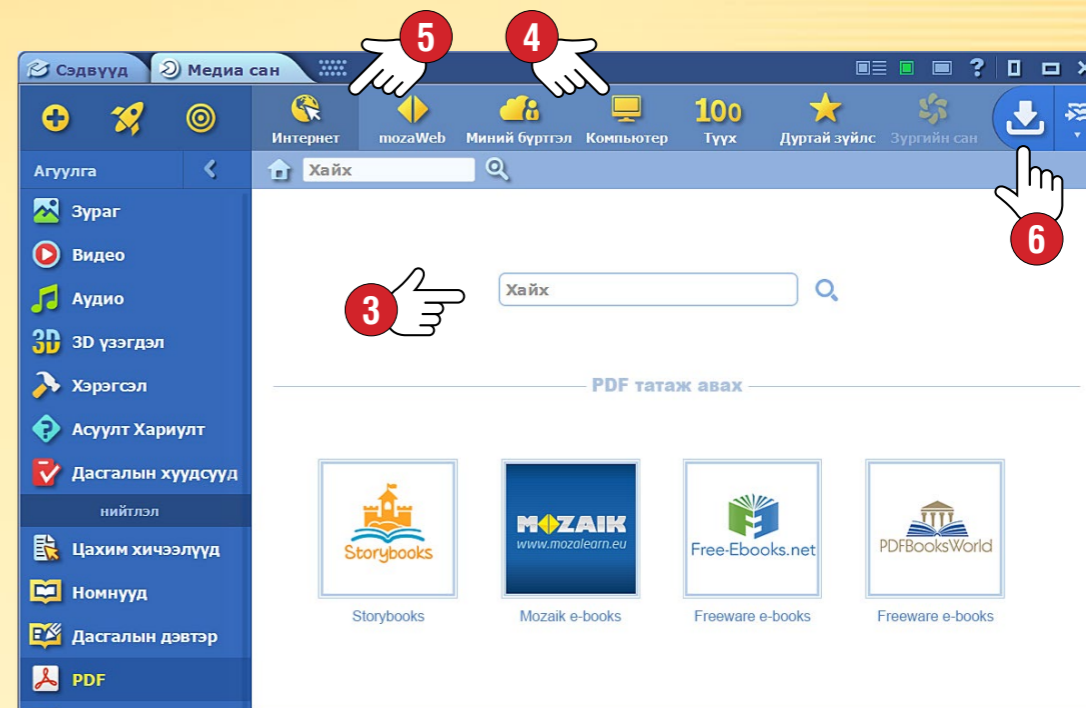 5
4
Сэдвүүд
Медиа сан
?
Интернет
mozaWeb
Миний бүртгэл
Компьютер
100
Түүх
Дуртай зүйлс
Зургийн сан
Агуулга
Хайх
6
Зураг
Видео
Аудио
3D
3D үзэгдэл
Хэрэгсэл
Асуулт Хариулт
Дасгалын хуудсууд
нийтлэл
Цахим хичээлүүд
Номнууд
Дасгалын дэвтэр
PDF
3
Хайх
PDF татаж авах
Storybooks
MOZAIK
www.mozalearn.eu
Free-Ebooks.net
PDFBooksWorld
Storybooks
Mozaik e-books
Freeware e-books
Freeware e-books